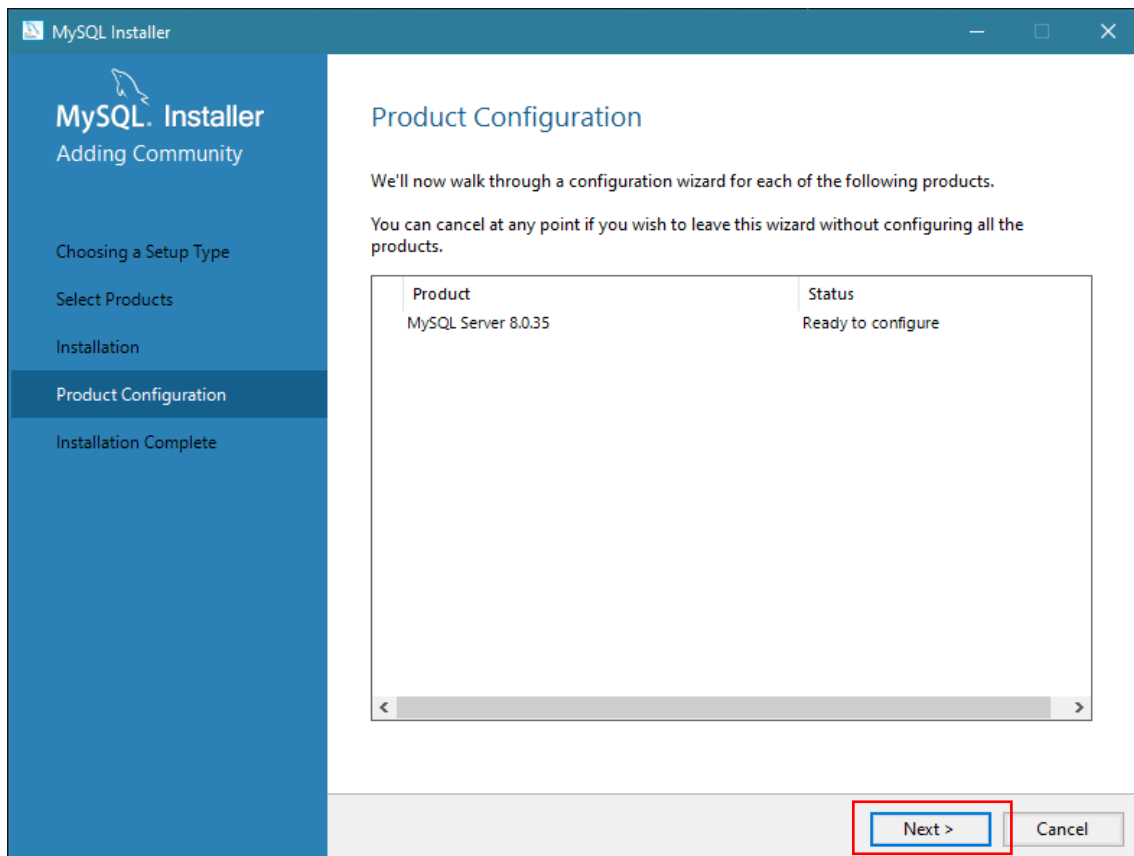 MySQL Installer
MySQL. Installer
Adding Community
Choosing a Setup Type
Select Products
Installation
Product Configuration
Installation Complete
Product Configuration
We'll now walk through a configuration wizard for each of the following products.
You can cancel at any point if you wish to leave this wizard without configuring all the
products.
Product Status
MySQL Server 8.0.35 Ready to configure
Next > Cancel